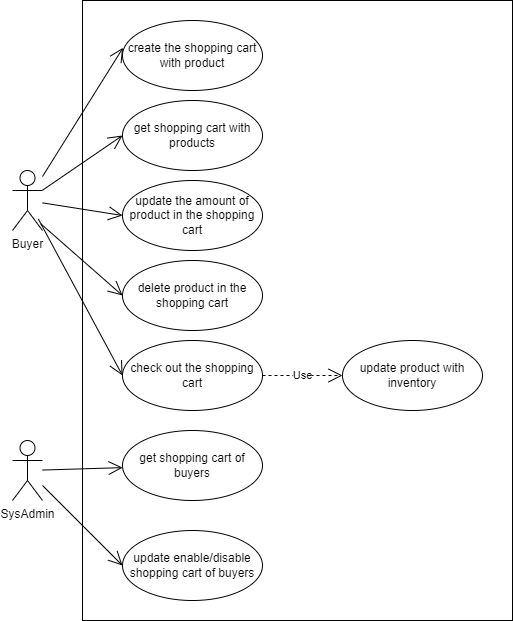 create the shopping cart
with product
get shopping cart with
products
update the amount of
product in the shopping
cart
Buyer
delete product in the
shopping cart
check out the shopping
cart
Use
update product with
inventory
get shopping cart of
buyers
SysAdmin
update enable/disable
shopping cart of buyers